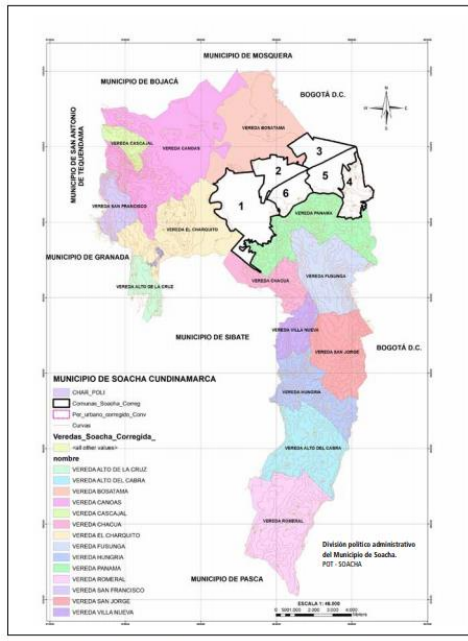 MUNICIPIO DE MOSQUERA
MUNICIPIO DE BOJACÁ
BOGOTÁ D.C.
MUNICIPIO DE SAN ANTONIO
DE TEQUENDAMA
VEREDA BOSATAMA
VEREDA CASCAJAL
VEREDA CANOAS
3
2
4
5
6
1
VEREDA SAN FRANCISCO
VEREDA PANAMA
VEREDA EL CHARQUITO
MUNICIPIO DE GRANADA
VEREDA CHACUA
VEREDA FUSUNGA
VEREDA ALTO DE LA CRUZ
MUNICIPIO DE SIBATE
VEREDA VILLA NUEVA
BOGOTÁ D.C.
VEREDA SAN JORGE
VEREDA HUNGRIA
VEREDA ALTO DEL CABRA
VEREDA ROMERAL
MUNICIPIO DE PASCA
MUNICIPIO DE SOACHA CUNDINAMARCA
CHAR_POLI
Comunas_Soacha_Correg
Per_urbano_corregido_Conv
Curvas
Veredas_Soacha_Corregida_
<all other values>
nombre
VEREDA ALTO DE LA CRUZ
VEREDA ALTO DEL CABRA
VEREDA BOSATAMA
VEREDA CANOAS
VEREDA CASCAJAL
VEREDA CHACUA
VEREDA EL CHARQUITO
VEREDA FUSUNGA
VEREDA HUNGRIA
VEREDA PANAMA
VEREDA ROMERAL
VEREDA SAN FRANCISCO
VEREDA SAN JORGE
VEREDA VILLA NUEVA
División político administrativo
del Municipio de Soacha.
POT - SOACHA
ESCALA 1: 46.000